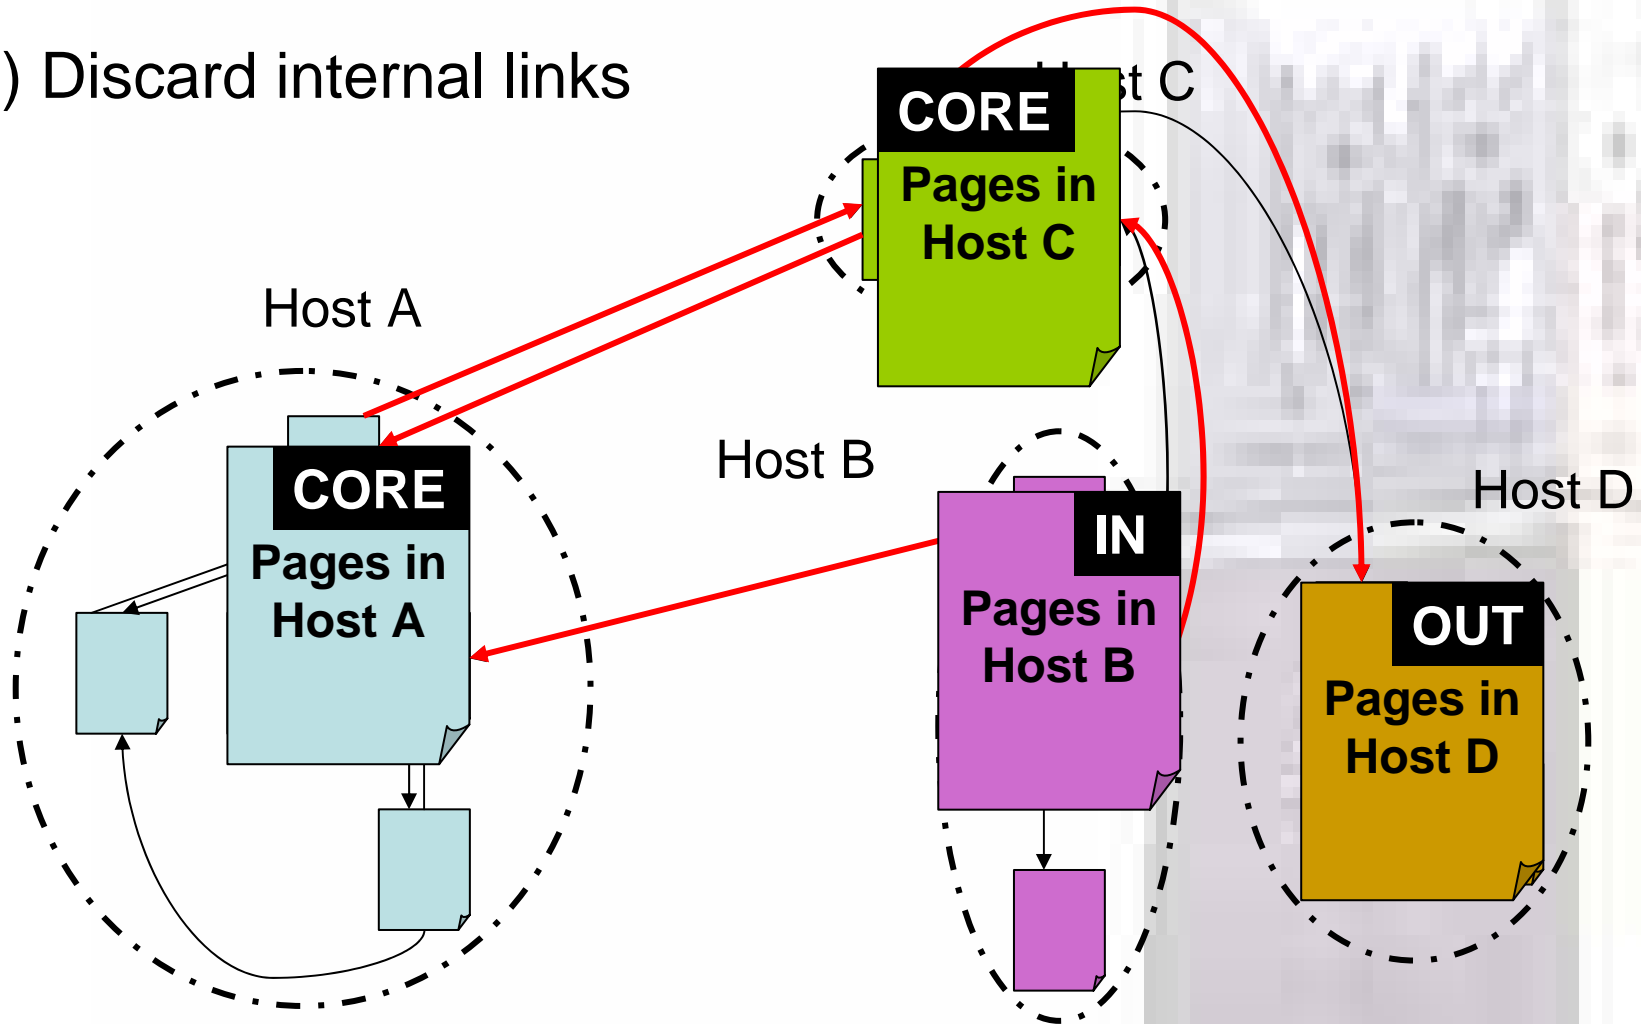 ) Discard internal links
st C
CORE
Pages in
Host C
Host A
Host B
CORE
Pages in
Host A
Host D
IN
Pages in
Host B
OUT
Pages in
Host D